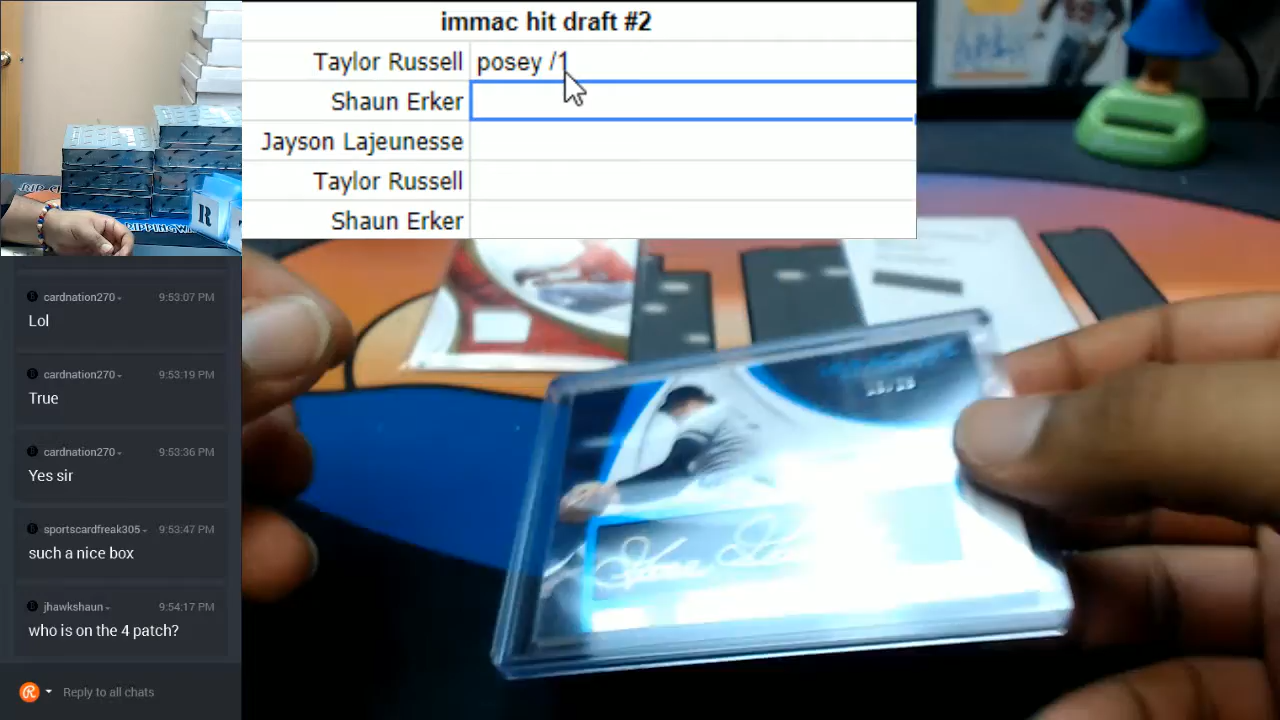 immac hit draft #2
Taylor Russell posey /1
Shaun Erker
Jayson Lajeunesse
Taylor Russell
Shaun Erker
R
cardnation270 9:53:07 PM
Lol
cardnation270 9:53:19 PM
True
cardnation270 9:53:36 PM
Yes sir
sportscardfreak305 9:53:47 PM
such a nice box
jhawkshaun 9:54:17 PM
who is on the 4 patch?
Reply to all chats